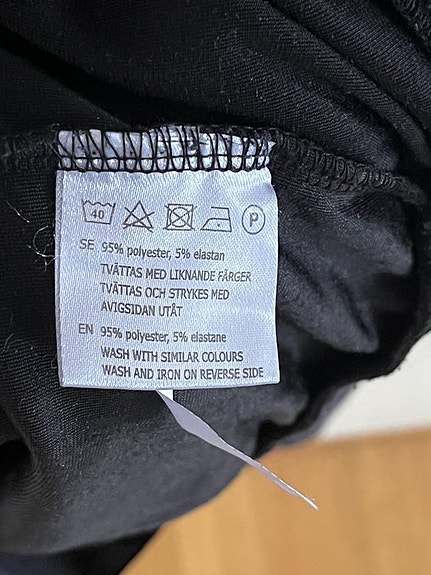 40 P
SE 95% polyester, 5% elastan
TVÄTTAS MED LIKNANDE FÄRGER
TVÄTTAS OCH STRYKES MED
AVIGSIDAN UTÅT
EN 95% polyester, 5% elastane
WASH WITH SIMILAR COLOURS
WASH AND IRON ON REVERSE SIDE